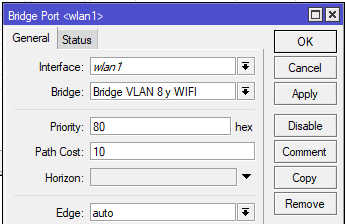 Bridge Port <wlan1>
General Status
Interface: wlan1
Bridge: Bridge VLAN 8 y WIFI
Priority: 80 hex
Path Cost: 10
Horizon:
Edge: auto
OK
Cancel
Apply
Disable
Comment
Copy
Remove